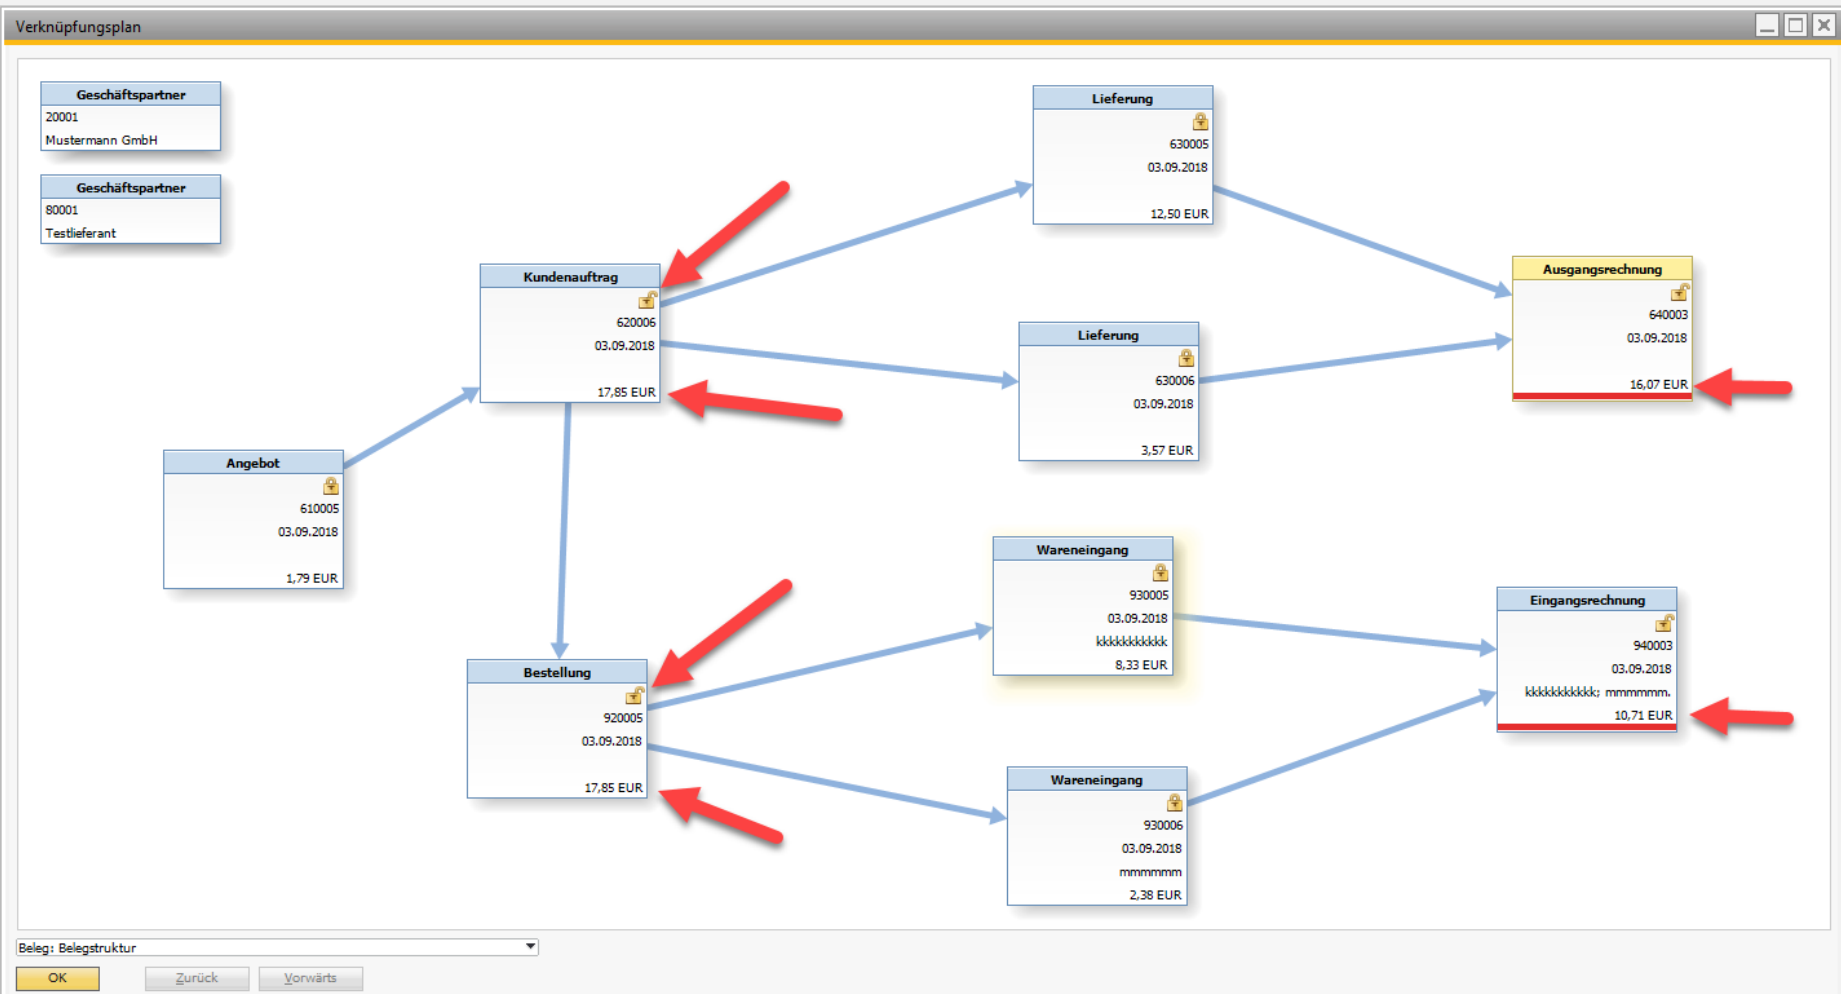 Verknüpfungsplan
Geschäftspartner
20001
Mustermann GmbH
Geschäftspartner
80001
Testlieferant
Angebot
610005
03.09.2018
1,79 EUR
Kundenauftrag
620006
03.09.2018
17,85 EUR
Bestellung
920005
03.09.2018
17,85 EUR
Lieferung
630005
03.09.2018
12,50 EUR
Lieferung
630006
03.09.2018
3,57 EUR
Wareneingang
930005
03.09.2018
kkkkkkkkkkk
8,33 EUR
Wareneingang
930006
03.09.2018
mmmmmm
2,38 EUR
Ausgangsrechnung
640003
03.09.2018
16,07 EUR
Eingangsrechnung
940003
03.09.2018
kkkkkkkkkkk; mmmmmm.
10,71 EUR
Beleg: Belegstruktur
OK
Zurück
Vorwärts